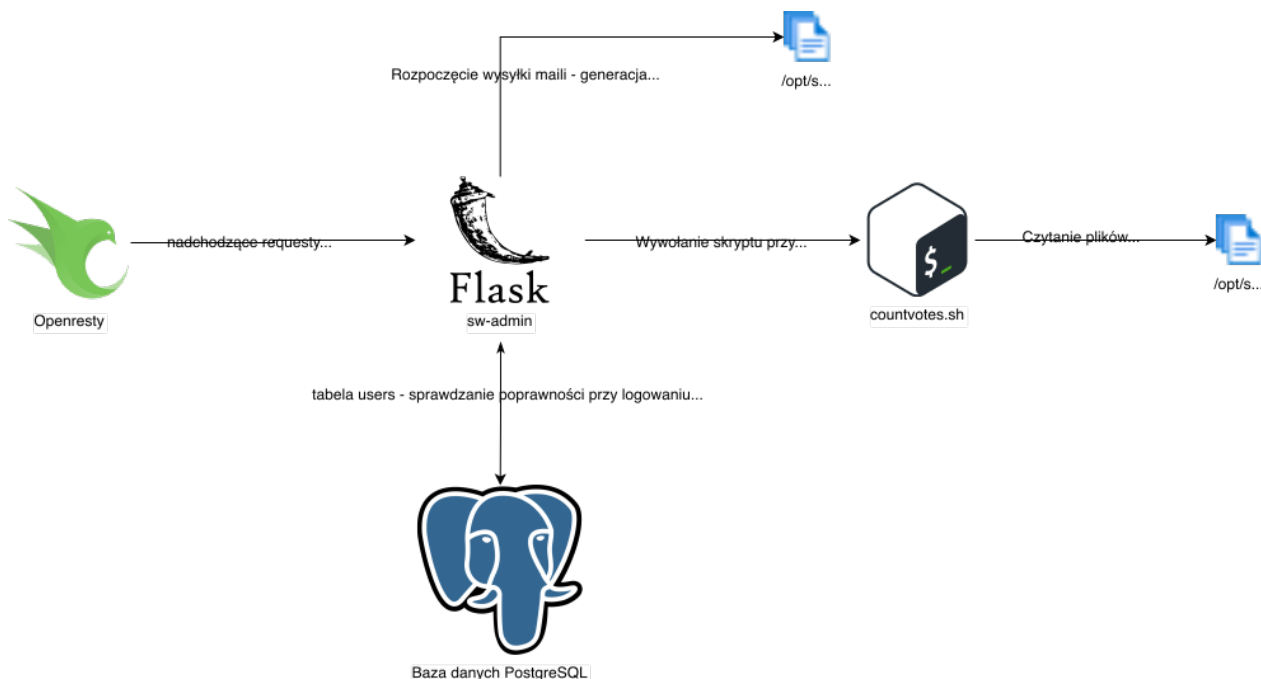 Rozpoczęcie wysyłki maili - generacja...
/opt/s...
nadchodzące requesty...
Flask
Wywołanie skryptu przy...
$_
Czytanie plików...
/opt/s...
Openresty
sw-admin
countvotes.sh
tabela users - sprawdzanie poprawności przy logowaniu...
Baza danych PostgreSQL